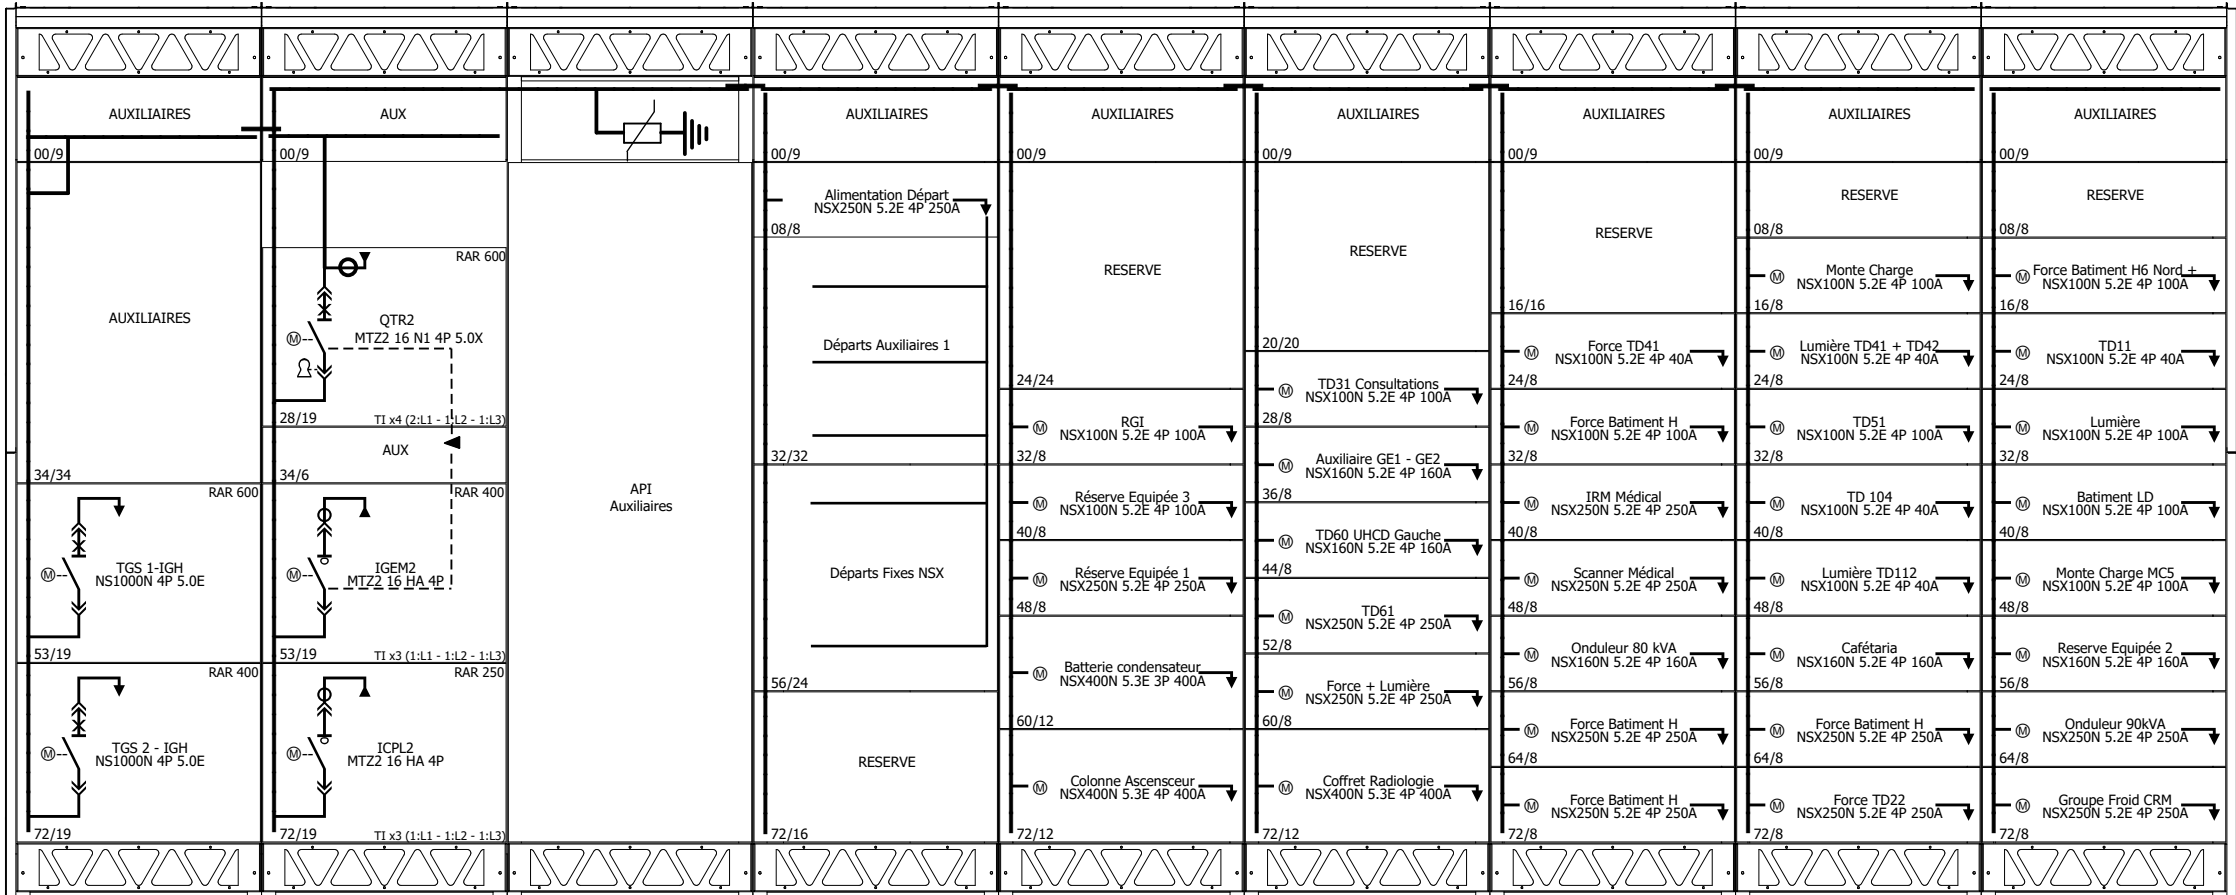 AUXILIAIRES
00/9
AUXILIAIRES
34/34
RAR 600
M
TGS 1-IGH
NS1000N 4P 5.0E
53/19
RAR 400
M
TGS 2 - IGH
NS1000N 4P 5.0E
72/19
AUX
00/9
RAR 600
M
QTR2
MTZ2 16 N1 4P 5.0X
28/19
TI x4 (2:L1 - 1:L2 - 1:L3)
AUX
34/6
RAR 400
M
IGEM2
MTZ2 16 HA 4P
53/19
TI x3 (1:L1 - 1:L2 - 1:L3)
RAR 250
M
ICPL2
MTZ2 16 HA 4P
72/19
TI x3 (1:L1 - 1:L2 - 1:L3)
API
Auxiliaires
AUXILIAIRES
00/9
Alimentation Départ
NSX250N 5.2E 4P 250A
08/8
Départs Auxiliaires 1
32/32
Départs Fixes NSX
56/24
RESERVE
72/16
AUXILIAIRES
00/9
RESERVE
24/24
M
RGI
NSX100N 5.2E 4P 100A
32/8
M
Réserve Equipée 3
NSX100N 5.2E 4P 100A
40/8
M
Réserve Equipée 1
NSX250N 5.2E 4P 250A
48/8
M
Batterie condensateur
NSX400N 5.3E 3P 400A
60/12
M
Colonne Ascensceur
NSX400N 5.3E 4P 400A
72/12
AUXILIAIRES
00/9
RESERVE
20/20
M
TD31 Consultations
NSX100N 5.2E 4P 100A
28/8
M
Auxiliaire GE1 - GE2
NSX160N 5.2E 4P 160A
36/8
M
TD60 UHCD Gauche
NSX160N 5.2E 4P 160A
44/8
M
TD61
NSX250N 5.2E 4P 250A
52/8
M
Force + Lumière
NSX250N 5.2E 4P 250A
60/8
M
Coffret Radiologie
NSX400N 5.3E 4P 400A
72/12
AUXILIAIRES
00/9
RESERVE
16/16
M
Force TD41
NSX100N 5.2E 4P 40A
24/8
M
Force Batiment H
NSX100N 5.2E 4P 100A
32/8
M
IRM Médical
NSX250N 5.2E 4P 250A
40/8
M
Scanner Médical
NSX250N 5.2E 4P 250A
48/8
M
Onduleur 80 kVA
NSX160N 5.2E 4P 160A
56/8
M
Force Batiment H
NSX250N 5.2E 4P 250A
64/8
M
Force Batiment H
NSX250N 5.2E 4P 250A
72/8
AUXILIAIRES
00/9
RESERVE
08/8
M
Monte Charge
NSX100N 5.2E 4P 100A
16/8
M
Lumière TD41 + TD42
NSX100N 5.2E 4P 40A
24/8
M
TD51
NSX100N 5.2E 4P 100A
32/8
M
TD 104
NSX100N 5.2E 4P 40A
40/8
M
Lumière TD112
NSX100N 5.2E 4P 40A
48/8
M
Cafétaria
NSX160N 5.2E 4P 160A
56/8
M
Force Batiment H
NSX250N 5.2E 4P 250A
64/8
M
Force TD22
NSX250N 5.2E 4P 250A
72/8
AUXILIAIRES
00/9
RESERVE
08/8
M
Force Batiment H6 Nord +
NSX100N 5.2E 4P 100A
16/8
M
TD11
NSX100N 5.2E 4P 40A
24/8
M
Lumière
NSX100N 5.2E 4P 100A
32/8
M
Batiment LD
NSX100N 5.2E 4P 100A
40/8
M
Monte Charge MC5
NSX100N 5.2E 4P 100A
48/8
M
Reserve Equipée 2
NSX160N 5.2E 4P 160A
56/8
M
Onduleur 90kVA
NSX250N 5.2E 4P 250A
64/8
M
Groupe Froid CRM
NSX250N 5.2E 4P 250A
72/8